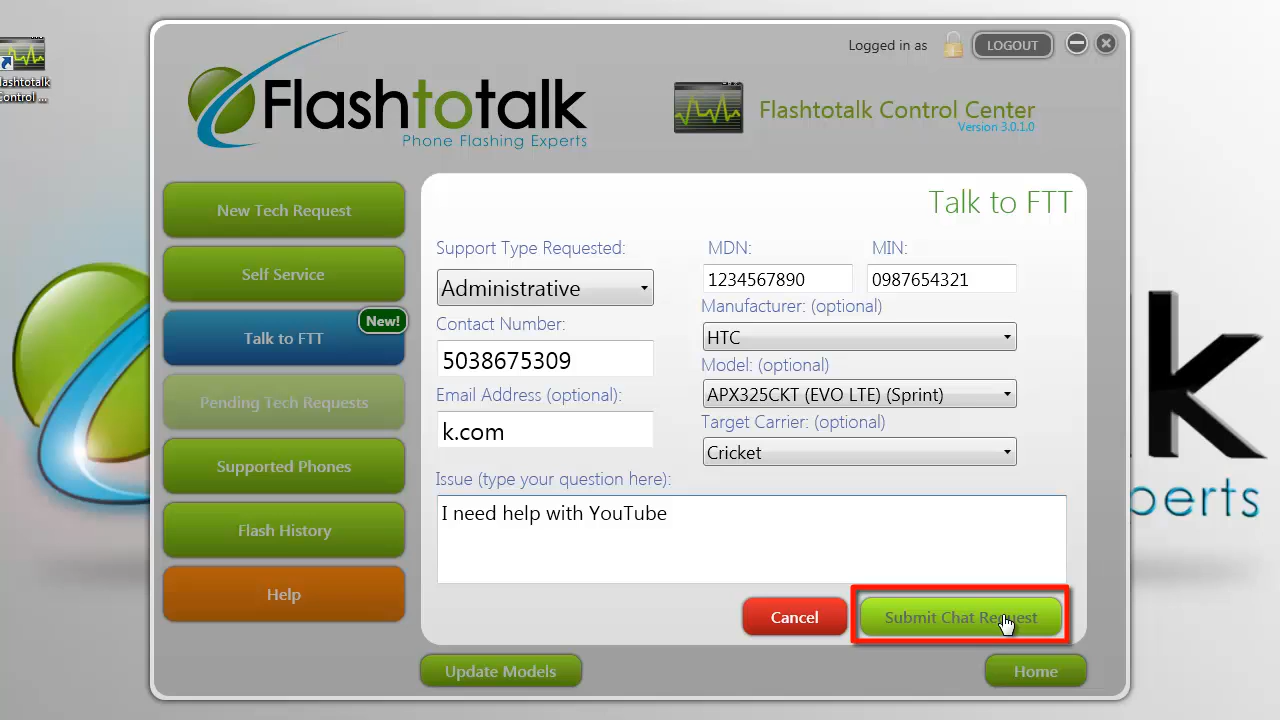 Logged in as
LOGOUT
Flashtotalk
Phone Flashing Experts
Flashtotalk Control Center
Version 3.0.1.0
Control ...
New Tech Request
Self Service
Talk to FTT
New!
Pending Tech Requests
Supported Phones
Flash History
Help
Talk to FTT
Support Type Requested:
Administrative
Contact Number:
5038675309
Email Address (optional):
k.com
MDN:
MIN:
1234567890
0987654321
Manufacturer: (optional)
HTC
Model: (optional)
APX325CKT (EVO LTE) (Sprint)
Target Carrier: (optional)
Cricket
Issue (type your question here):
I need help with YouTube
Cancel
Submit Chat Request
Update Models
Home
k
perts